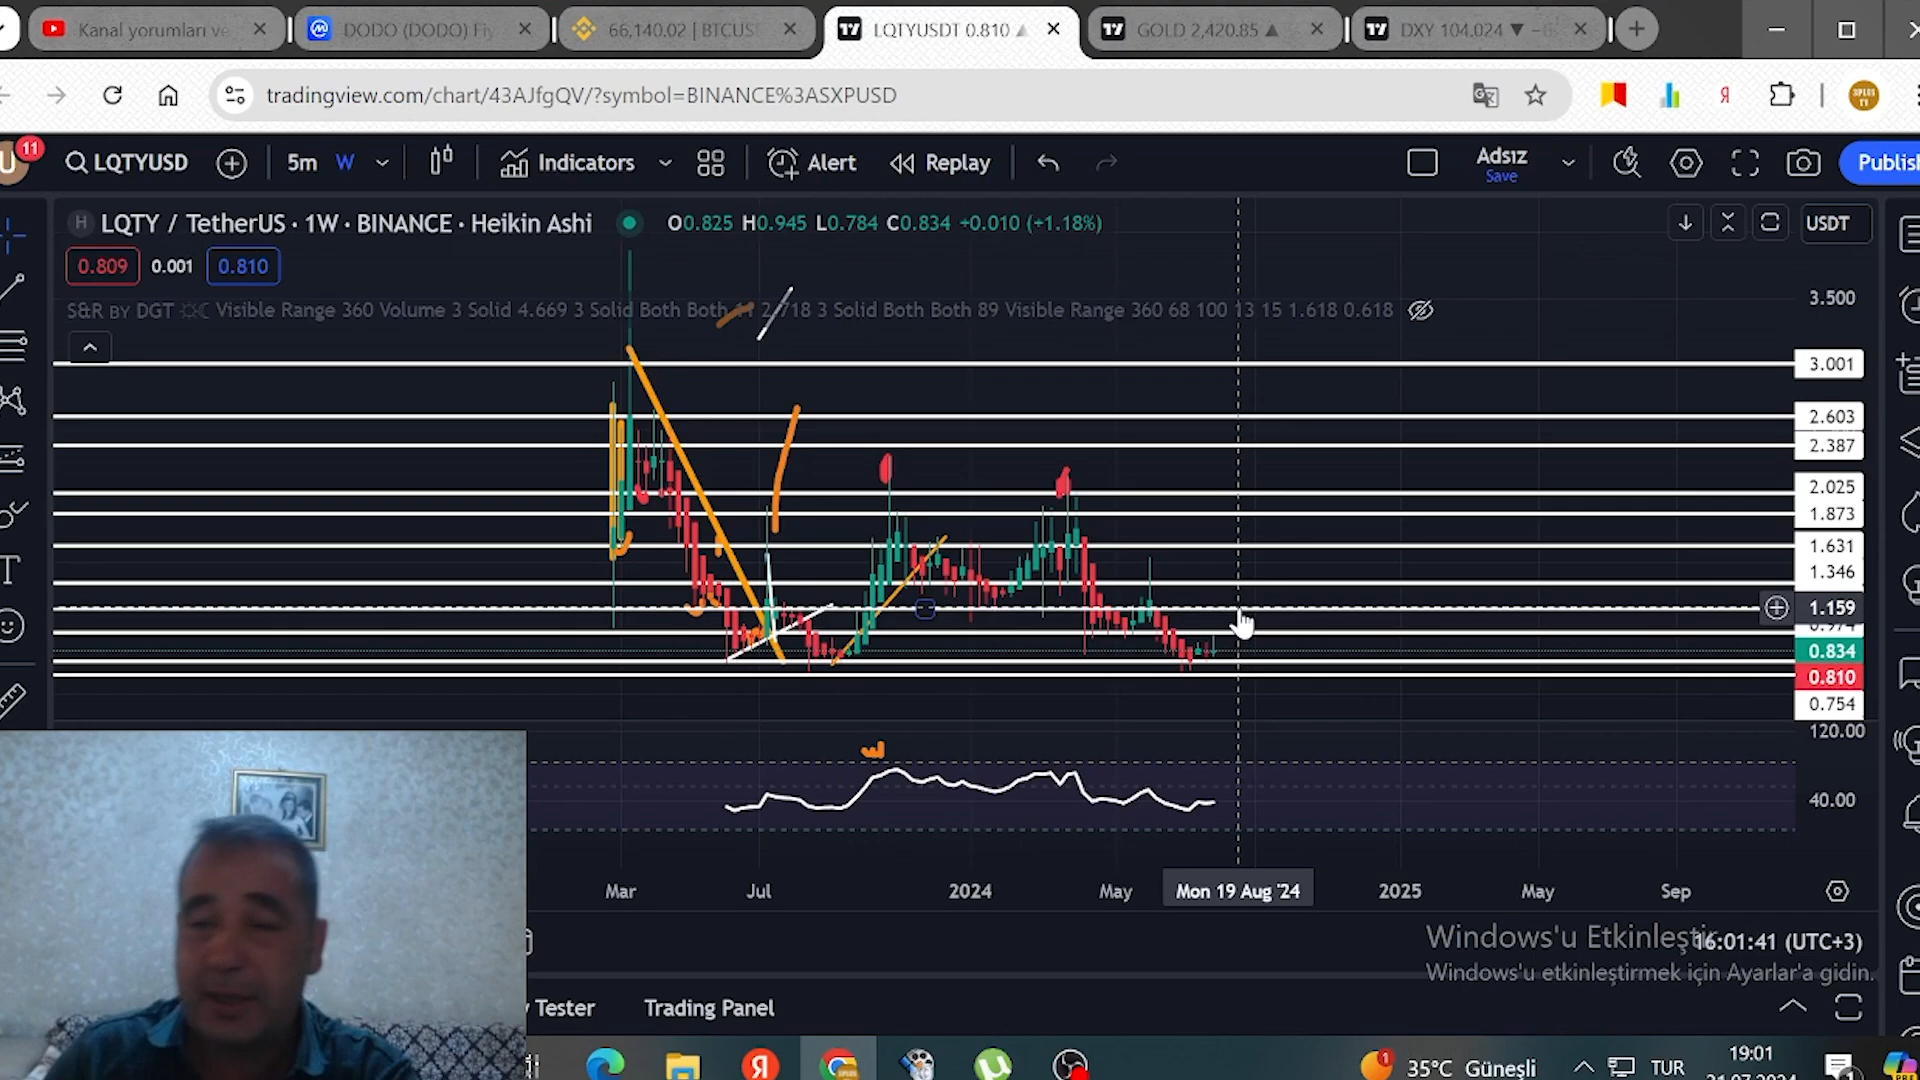 Kanal yorumları ve
DODO (DODO) Fiy
66,140.02 | BTCUS
LQTYUSDT 0.810
GOLD 2,420.85 ▲
DXY 104.024 ▼
tradingview.com/chart/43AJfgQV/?symbol=BINANCE%3ASXPUSD
11
LQTYUSD
5m W
Indicators
Alert
Replay
Adsız
Save
Publish
LQTY / TetherUS · 1W · BINANCE · Heikin Ashi
O0.825 H0.945 L0.784 C0.834 +0.010 (+1.18%)
USDT
0.809 0.001 0.810
S&R BY DGT Visible Range 360 Volume 3 Solid 4.669 3 Solid Both Both 2.718 3 Solid Both Both 89 Visible Range 360 68 100 13 15 1.618 0.618
3.500
3.001
2.603
2.387
2.025
1.873
1.631
1.346
1.159
0.834
0.810
0.754
120.00
40.00
Mar Jul 2024 May Mon 19 Aug '24 2025 May Sep
Windows'u Etkinleştir
16:01:41 (UTC+3)
Windows'u etkinleştirmek için Ayarlar'a gidin.
Tester
Trading Panel
1
35°C Güneşli
TUR
19:01